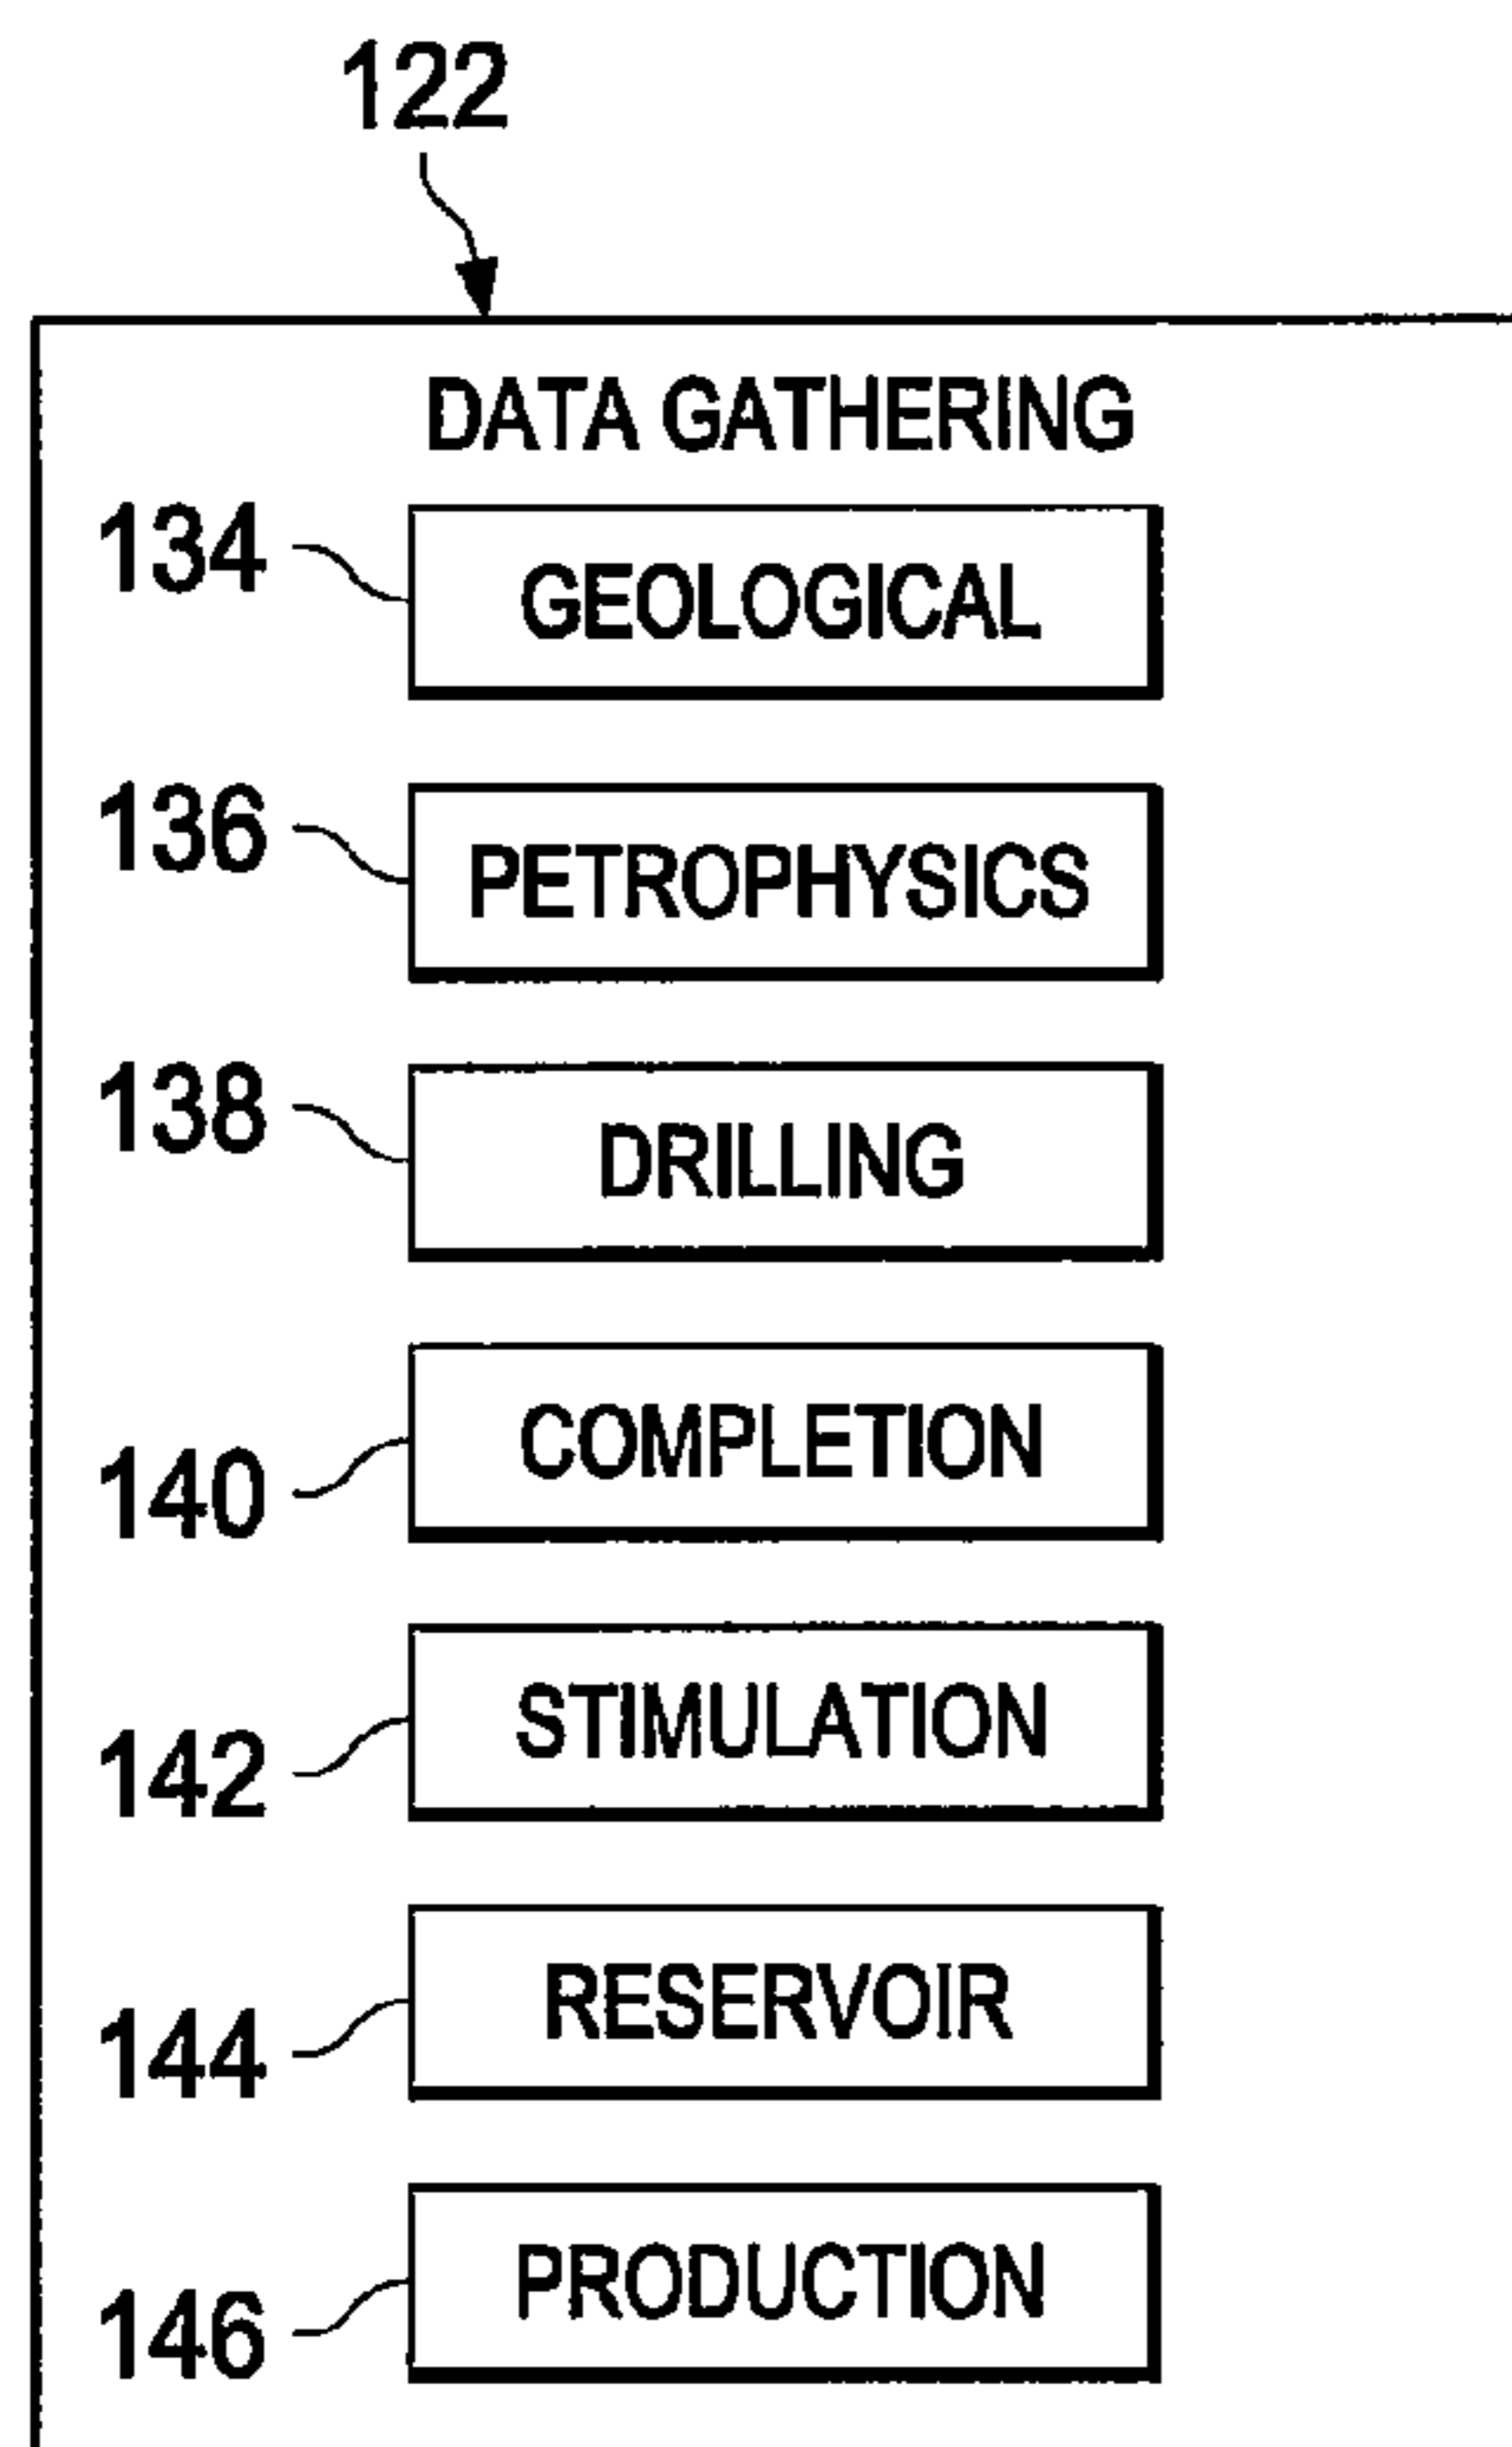 122
DATA GATHERING
134 GEOLOGICAL
136 PETROPHYSICS
138 DRILLING
140 COMPLETION
142 STIMULATION
144 RESERVOIR
146 PRODUCTION